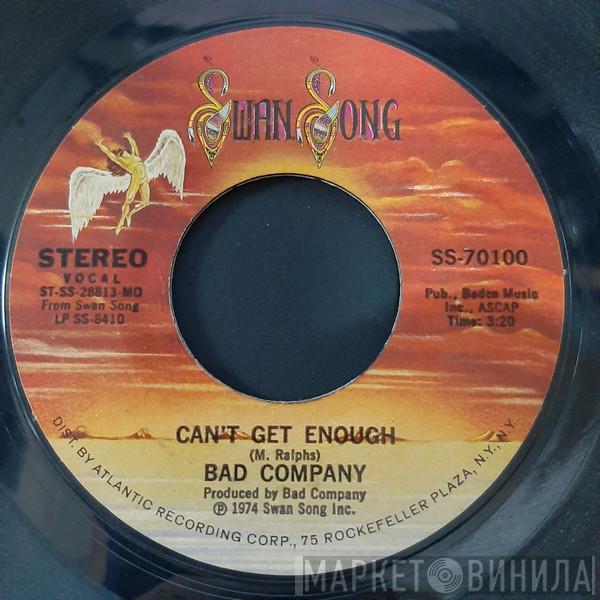 SWAN SONG
STEREO
VOCAL
ST-SS-28813-MO
From Swan Song
LP SS-8410
SS-70100
Pub., Badco Music
Inc., ASCAP
Time: 3:20
CAN'T GET ENOUGH
(M. Ralphs)
BAD COMPANY
Produced by Bad Company
℗ 1974 Swan Song Inc.
DIST. BY ATLANTIC RECORDING CORP., 75 ROCKEFELLER PLAZA, N.Y., N.Y.
МАРКЕТ ВИНИЛА